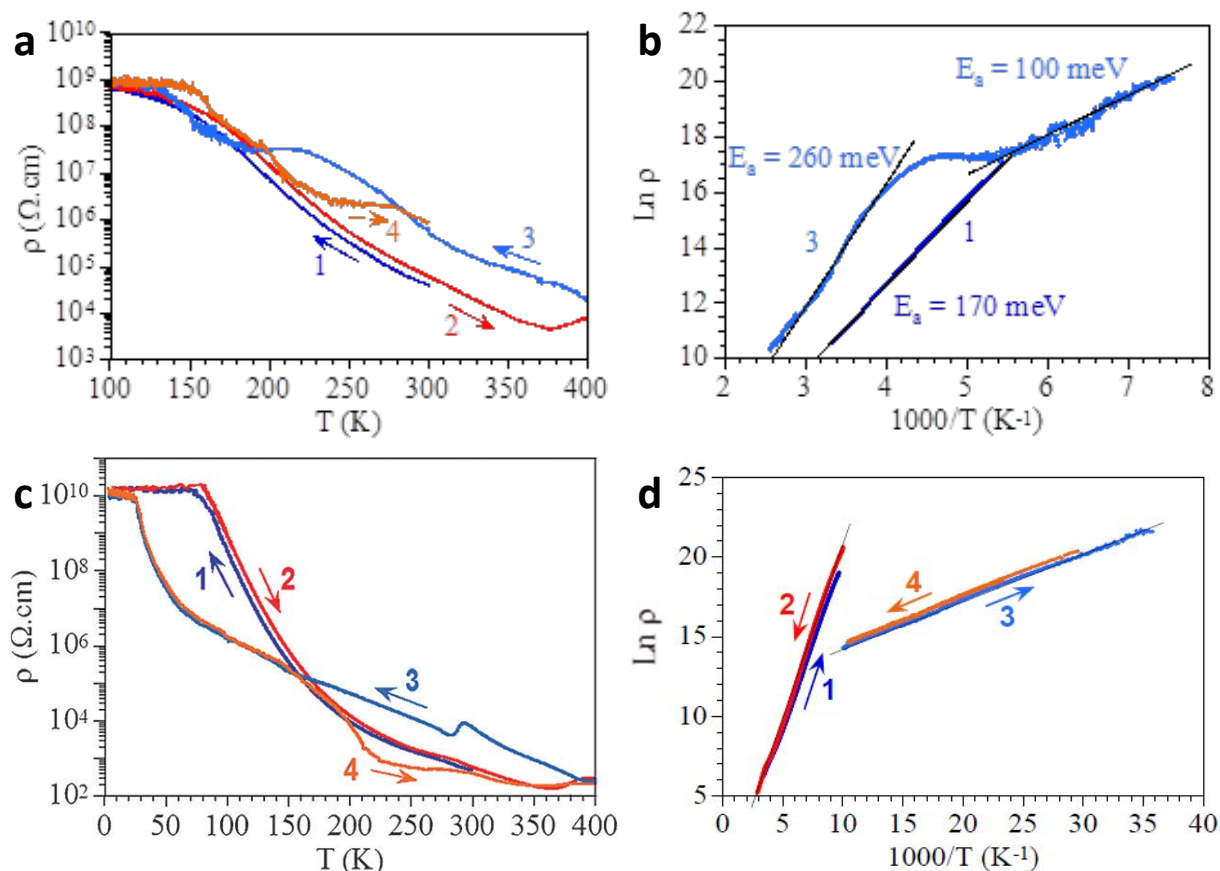 a
10¹⁰
10⁹
10⁸
10⁷
10⁶
10⁵
10⁴
10³
ρ (Ω.cm)
1
2
3
4
100 150 200 250 300 350 400
T (K)
b
22
20
18
16
14
12
10
Ln ρ
Eₐ = 100 meV
Eₐ = 260 meV
3
1
Eₐ = 170 meV
2 3 4 5 6 7 8
1000/T (K⁻¹)
c
10¹⁰
10⁸
10⁶
10⁴
10²
ρ (Ω.cm)
1
2
3
4
0 50 100 150 200 250 300 350 400
T (K)
d
25
20
15
10
5
Ln ρ
2
1
4
3
0 5 10 15 20 25 30 35 40
1000/T (K⁻¹)